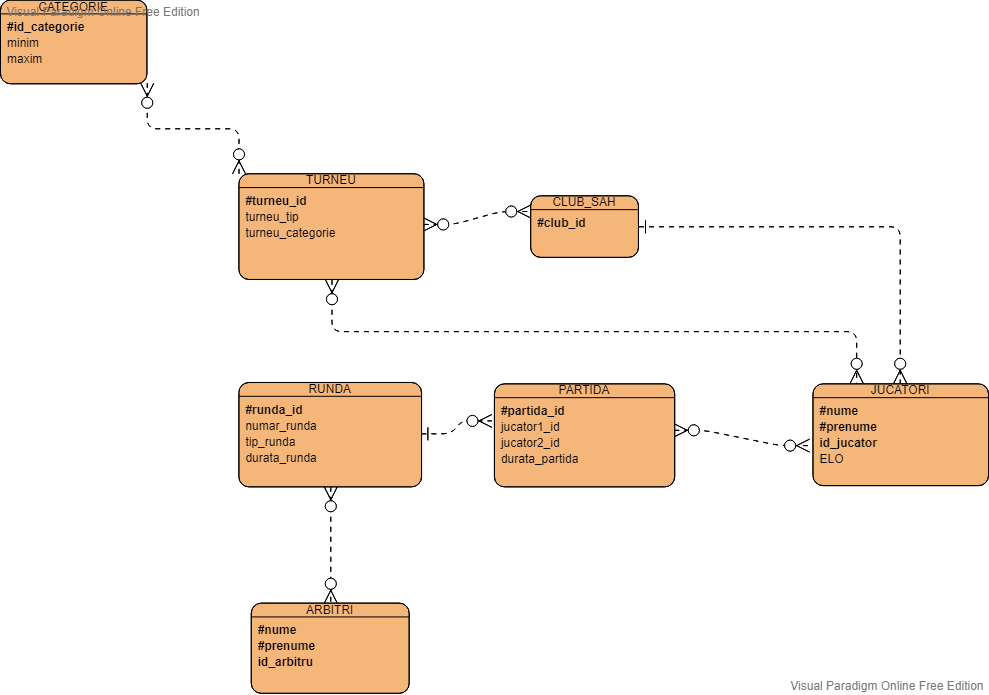 Visual Paradigm Online Free Edition
CATEGORIE
#id_categorie
minim
maxim
TURNEU
#turneu_id
turneu_tip
turneu_categorie
CLUB_SAH
#club_id
RUNDA
#runda_id
numar_runda
tip_runda
durata_runda
PARTIDA
#partida_id
jucator1_id
jucator2_id
durata_partida
JUCATORI
#nume
#prenume
id_jucator
ELO
ARBITRI
#nume
#prenume
id_arbitru
Visual Paradigm Online Free Edition